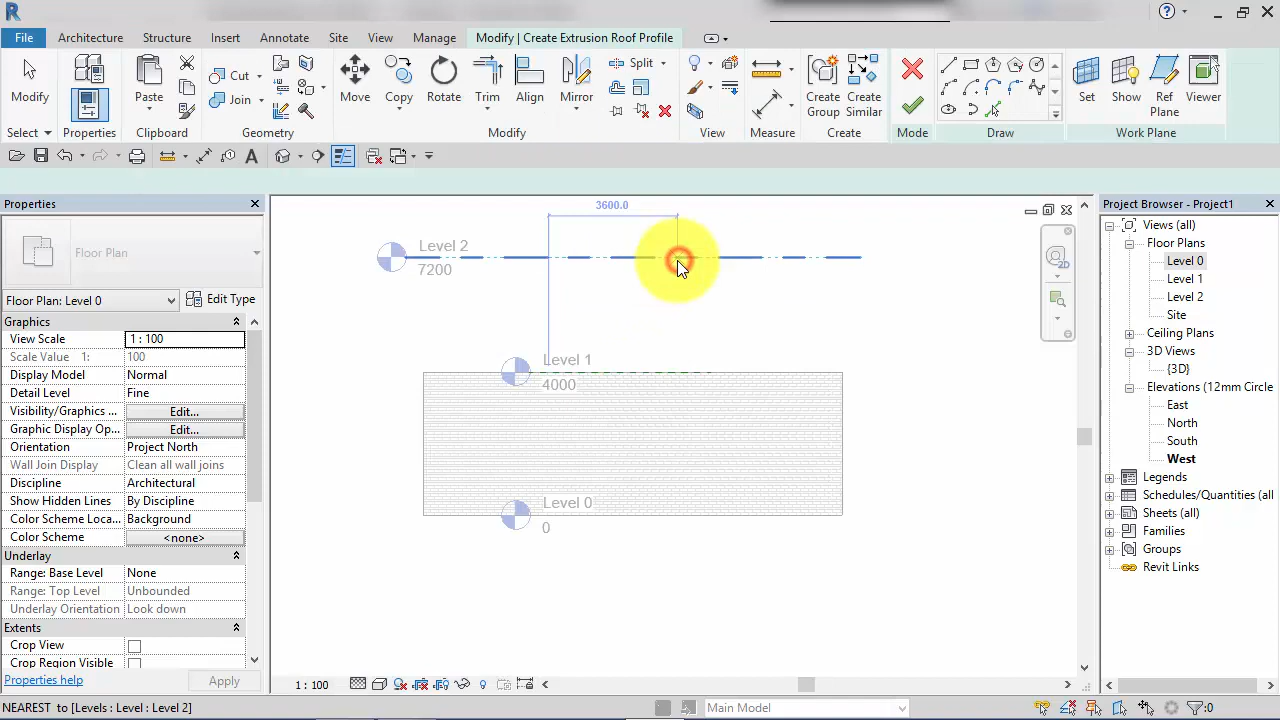 File Architecture Structure Insert Annotate Site View Manage Modify | Create Extrusion Roof Profile
Modify Paste Cut Join Move Copy Rotate Trim Align Mirror Split Create Group Create Similar Set Show Ref Plane Viewer
Select Properties Clipboard Geometry Modify View Measure Create Mode Draw Work Plane
Properties
Floor Plan
Floor Plan: Level 0 Edit Type
Graphics
View Scale 1 : 100
Scale Value 1: 100
Display Model Normal
Detail Level Fine
Visibility/Graphics ... Edit...
Graphic Display Op... Edit...
Orientation Project North
Wall Join Display Clean all wall joins
Discipline Architectural
Show Hidden Lines By Discipline
Color Scheme Loca... Background
Color Scheme <none>
Underlay
Range: Base Level None
Range: Top Level Unbounded
Underlay Orientation Look down
Extents
Crop View
Crop Region Visible
Properties help Apply
3600.0
Level 2
7200
Level 1
4000
Level 0
0
1 : 100
Project Browser - Project1
Views (all)
Floor Plans
Level 0
Level 1
Level 2
Site
Ceiling Plans
3D Views
{3D}
Elevations (12mm Circle
East
North
South
West
Legends
Schedules/Quantities (all
Sheets (all)
Families
Groups
Revit Links
NEAREST to [Levels : Level : Level 2] Main Model :0